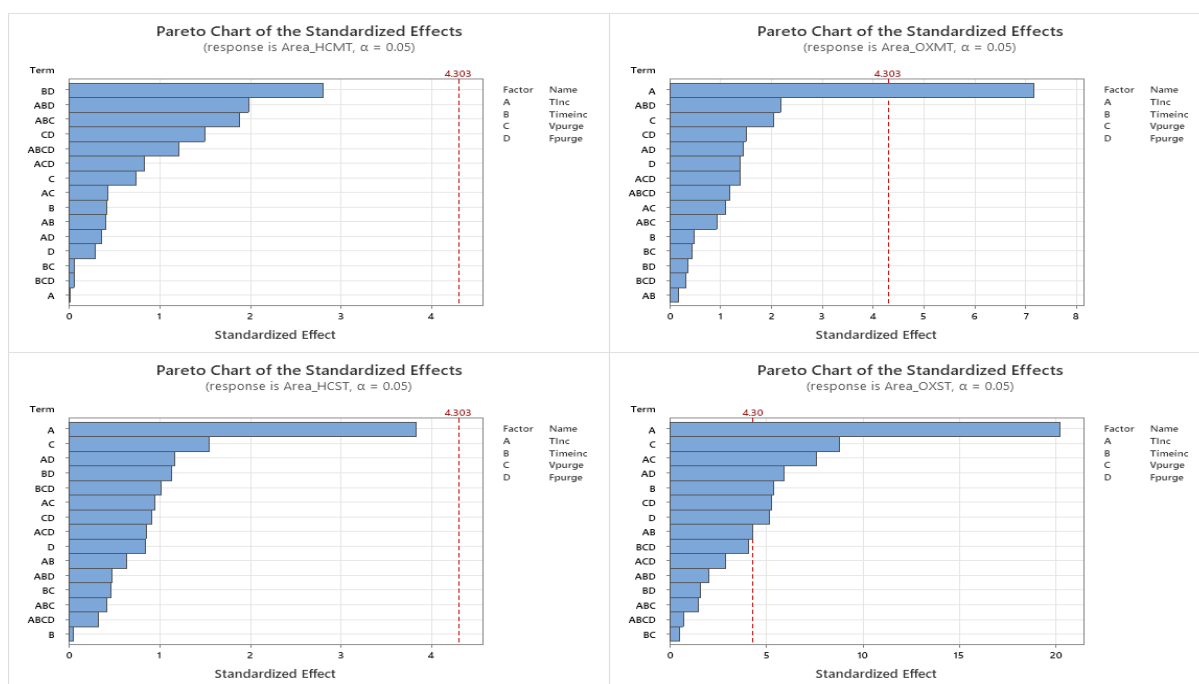 Pareto Chart of the Standardized Effects
(response is Area_HCMT, α = 0.05)
Term
4.303
BD
ABD
ABC
CD
ABCD
ACD
C
AC
B
AB
AD
D
BC
BCD
A
0 1 2 3 4
Standardized Effect
Factor Name
A TInc
B Timeinc
C Vpurge
D Fpurge
Pareto Chart of the Standardized Effects
(response is Area_OXMT, α = 0.05)
Term
4.303
A
ABD
C
CD
AD
D
ACD
ABCD
AC
ABC
B
BC
BD
BCD
AB
0 1 2 3 4 5 6 7 8
Standardized Effect
Factor Name
A TInc
B Timeinc
C Vpurge
D Fpurge
Pareto Chart of the Standardized Effects
(response is Area_HCST, α = 0.05)
Term
4.303
A
C
AD
BD
BCD
AC
CD
ACD
D
AB
ABD
BC
ABC
ABCD
B
0 1 2 3 4
Standardized Effect
Factor Name
A TInc
B Timeinc
C Vpurge
D Fpurge
Pareto Chart of the Standardized Effects
(response is Area_OXST, α = 0.05)
Term
4.30
A
C
AC
AD
B
CD
D
AB
BCD
ACD
ABD
BD
ABC
ABCD
BC
0 5 10 15 20
Standardized Effect
Factor Name
A TInc
B Timeinc
C Vpurge
D Fpurge